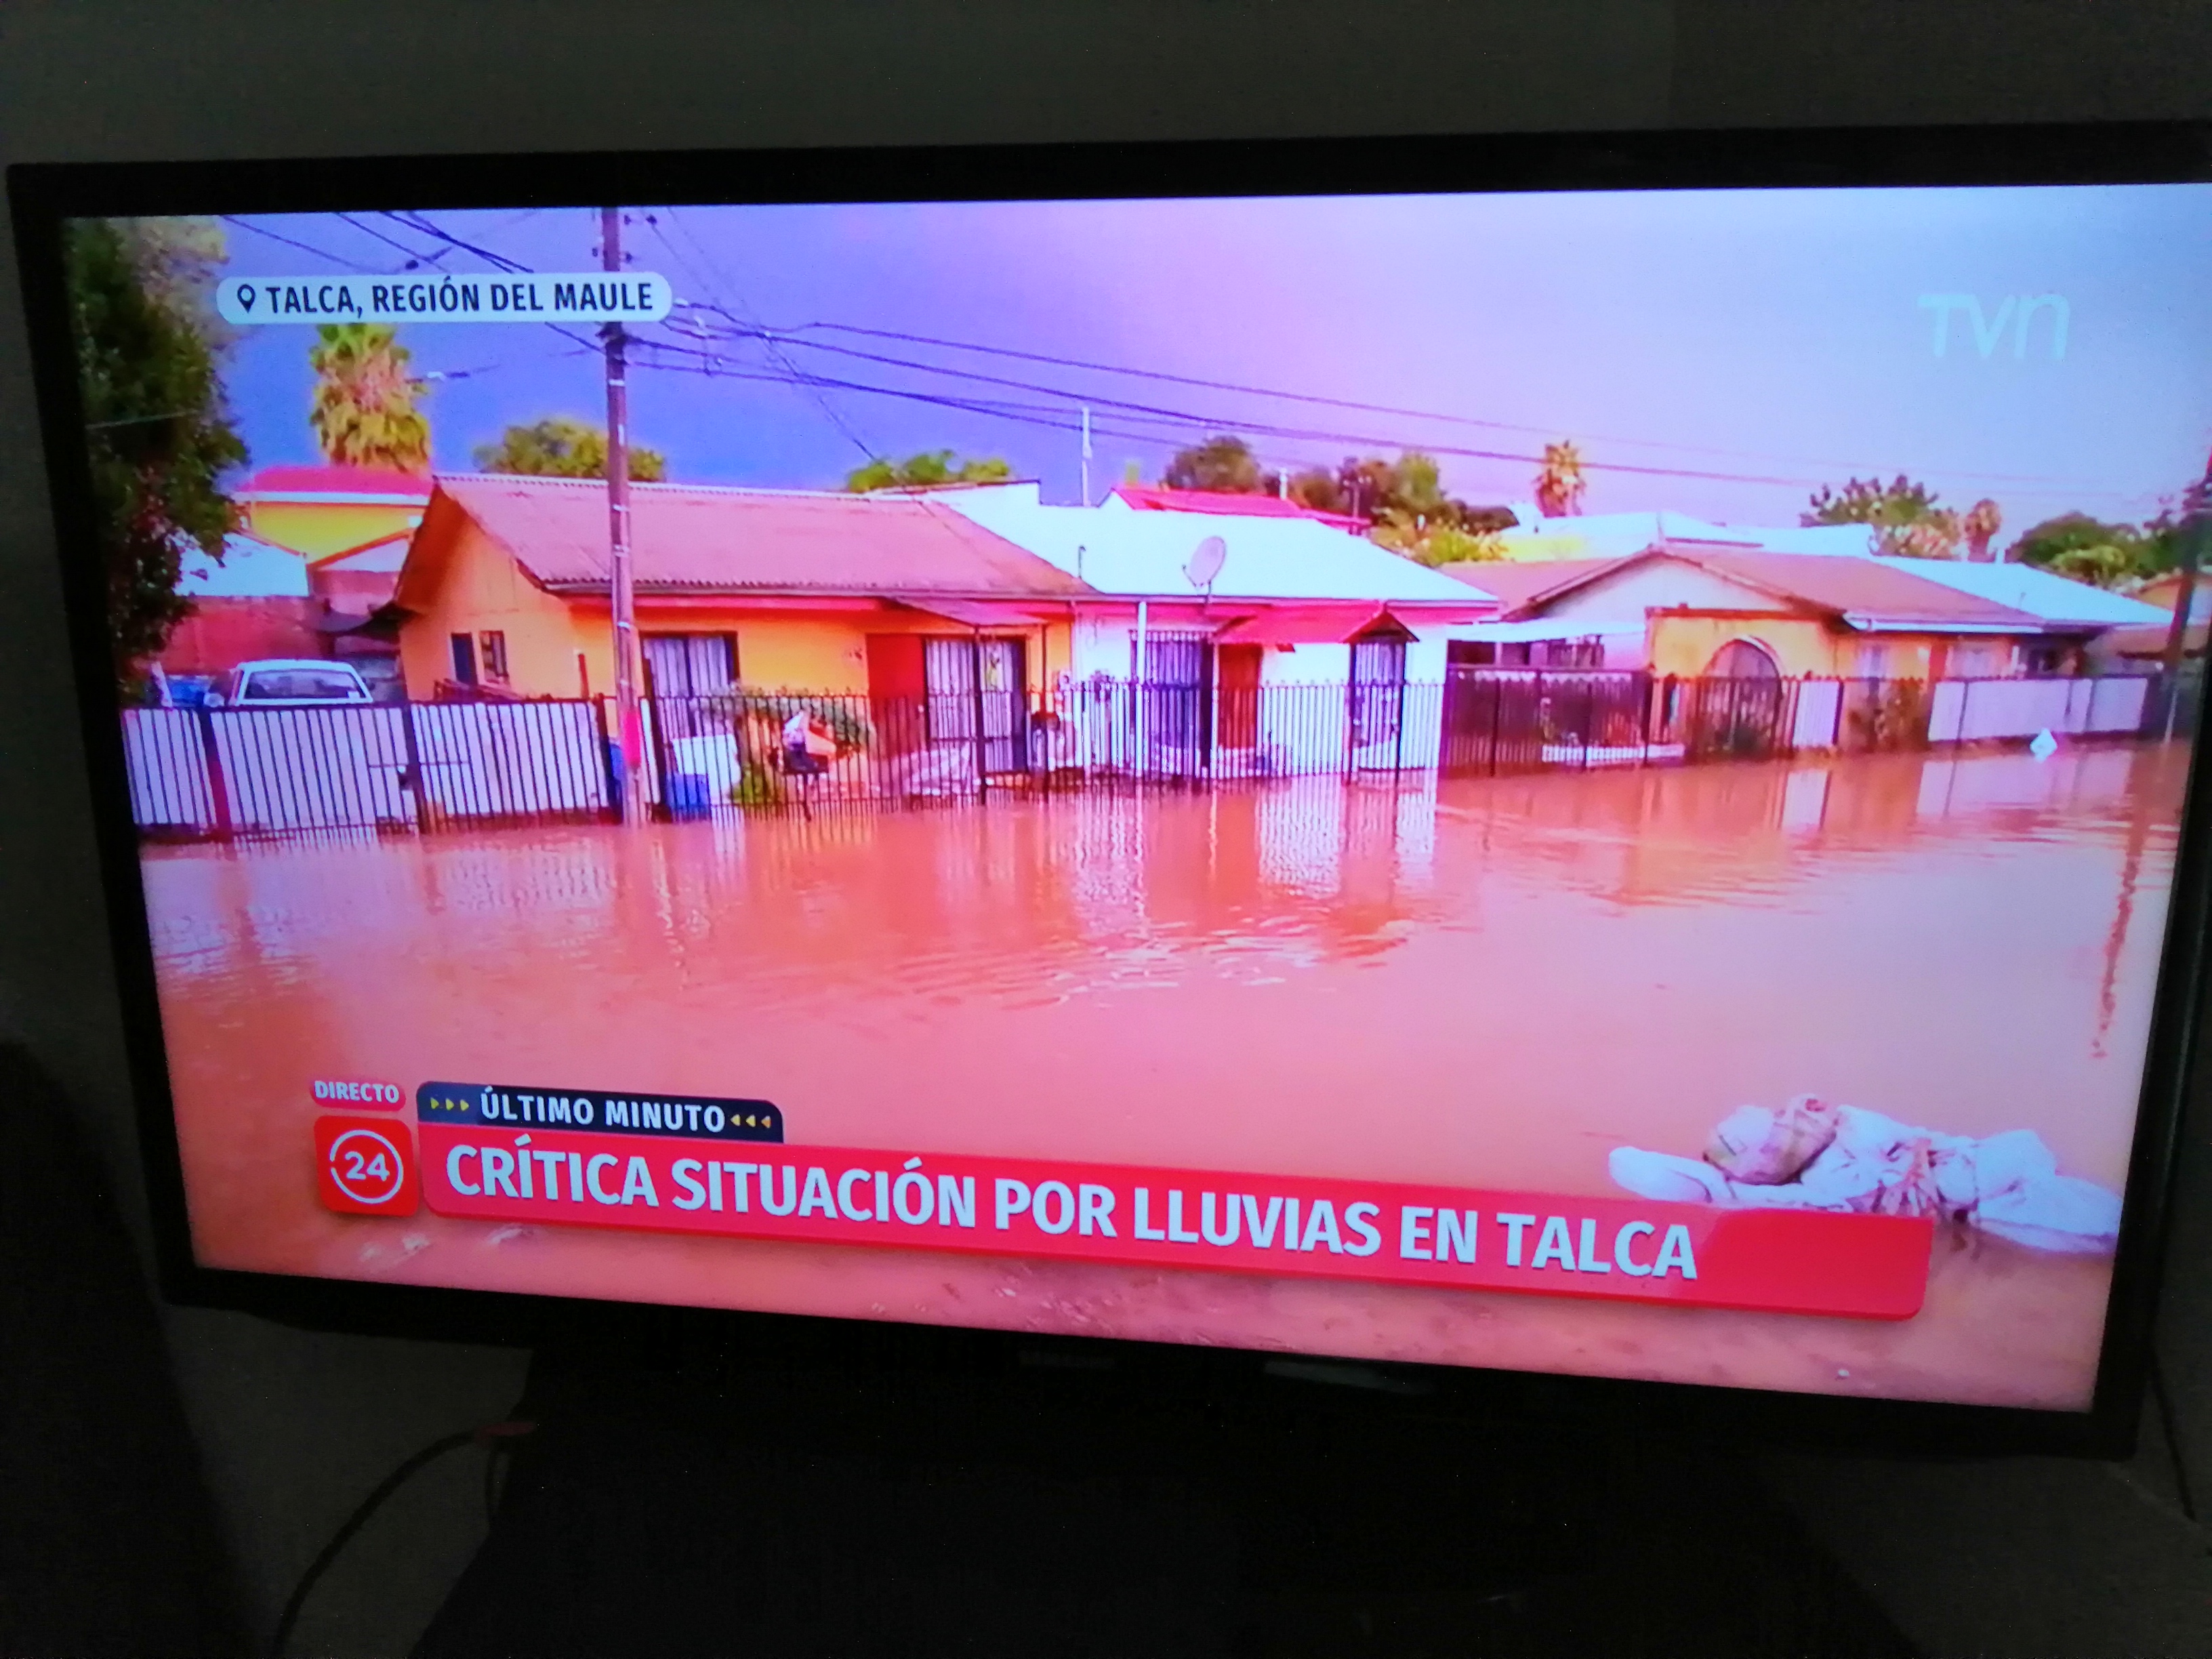 TALCA, REGIÓN DEL MAULE
TVN
DIRECTO
ÚLTIMO MINUTO
24
CRÍTICA SITUACIÓN POR LLUVIAS EN TALCA